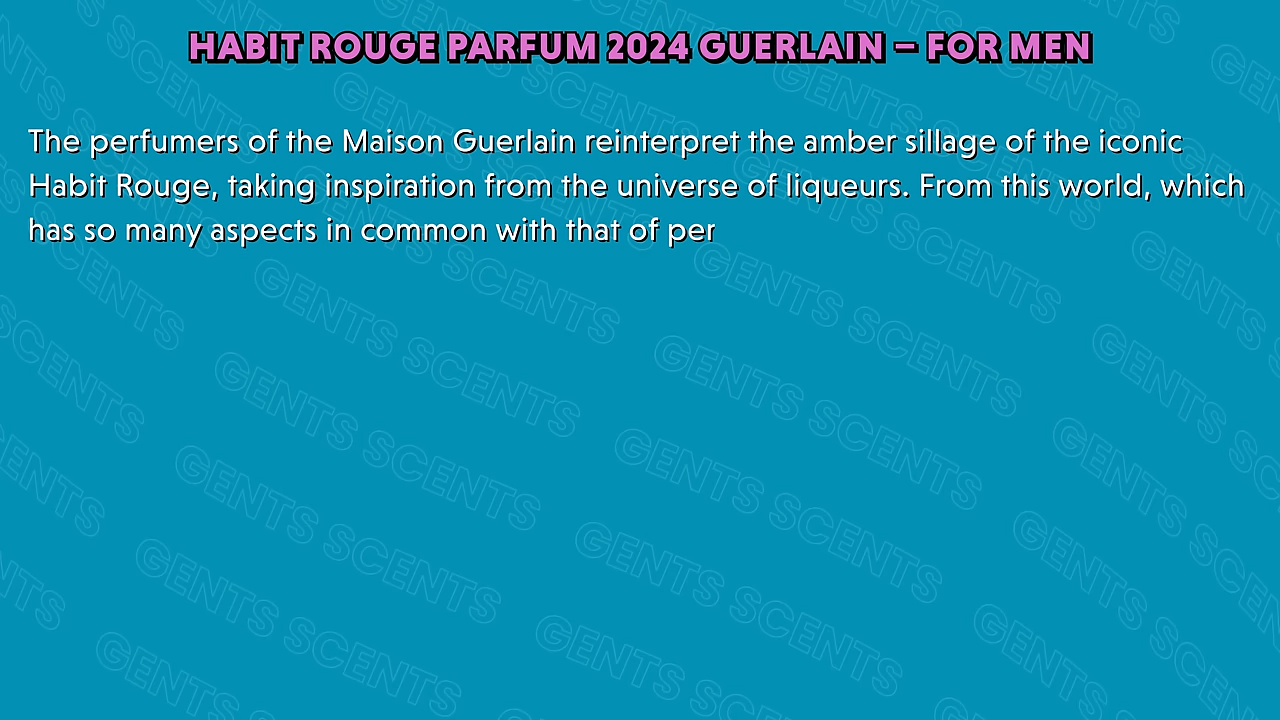 HABIT ROUGE PARFUM 2024 GUERLAIN – FOR MEN
The perfumers of the Maison Guerlain reinterpret the amber sillage of the iconic
Habit Rouge, taking inspiration from the universe of liqueurs. From this world, which
has so many aspects in common with that of per
GENTS SCENTS